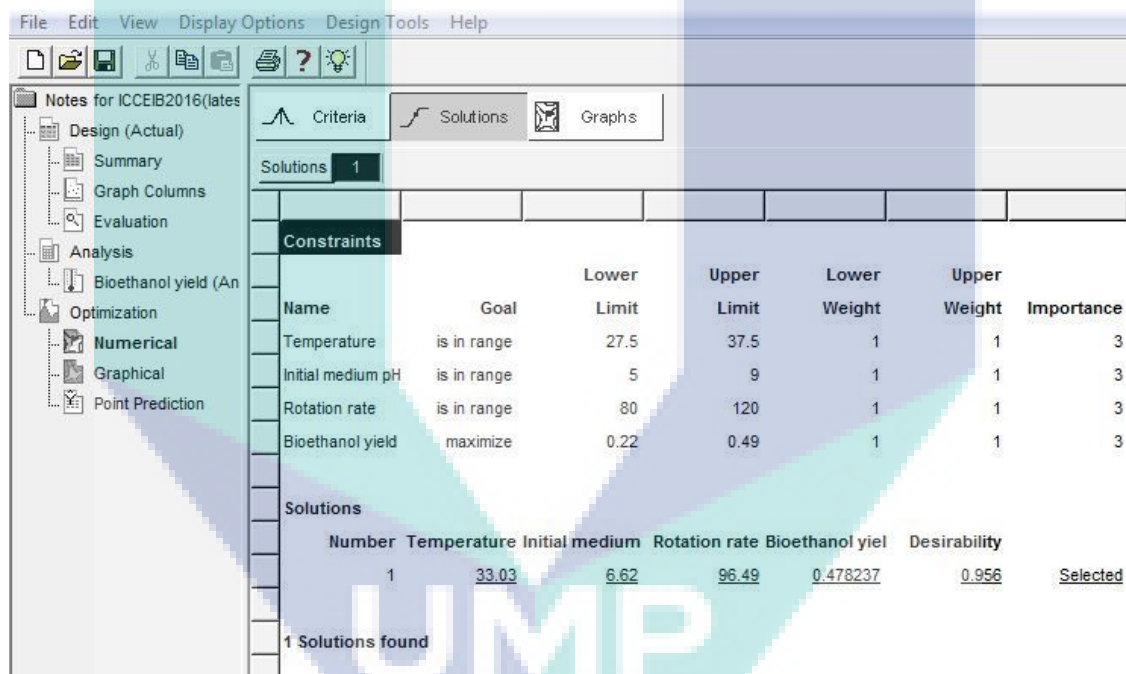 File Edit View Display Options Design Tools Help
Notes for ICCEIB2016(lates
Design (Actual)
Summary
Graph Columns
Evaluation
Analysis
Bioethanol yield (An
Optimization
Numerical
Graphical
Point Prediction
Criteria Solutions Graphs
Solutions 1
Constraints
Lower Upper Lower Upper
Name Goal Limit Limit Weight Weight Importance
Temperature is in range 27.5 37.5 1 1 3
Initial medium pH is in range 5 9 1 1 3
Rotation rate is in range 80 120 1 1 3
Bioethanol yield maximize 0.22 0.49 1 1 3
Solutions
Number Temperature Initial medium Rotation rate Bioethanol yiel Desirability
1 33.03 6.62 96.49 0.478237 0.956 Selected
1 Solutions found
UMP